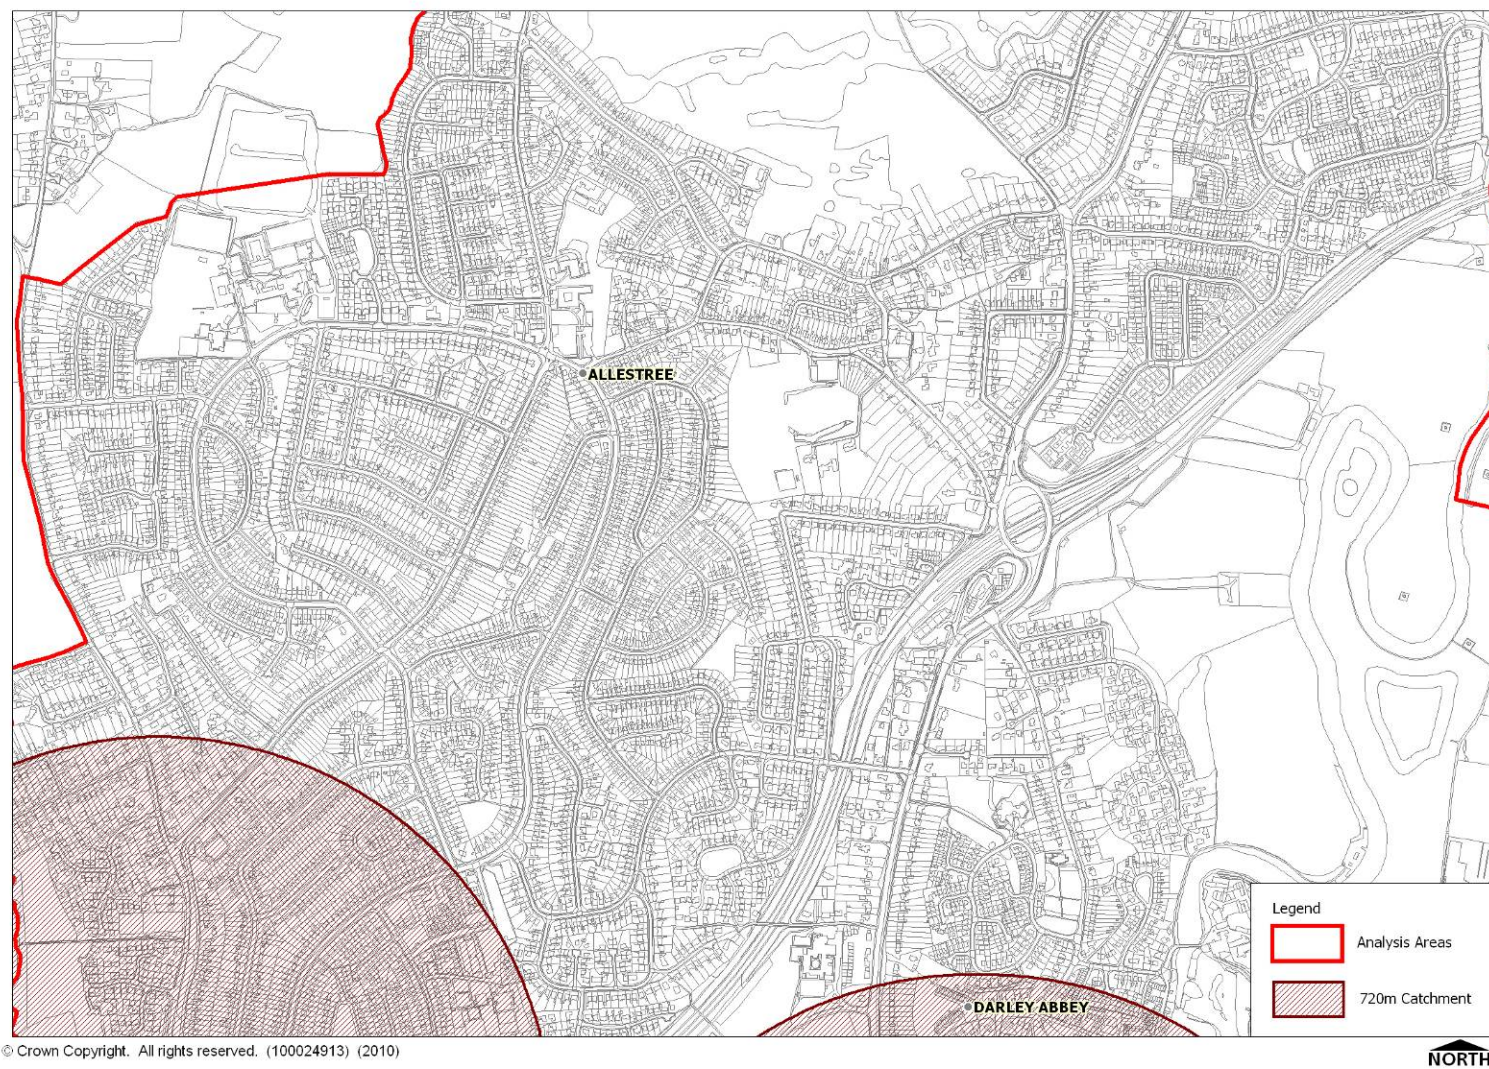 ALLESTREE
DARLEY ABBEY
Legend
Analysis Areas
720m Catchment
© Crown Copyright. All rights reserved. (100024913) (2010)
NORTH